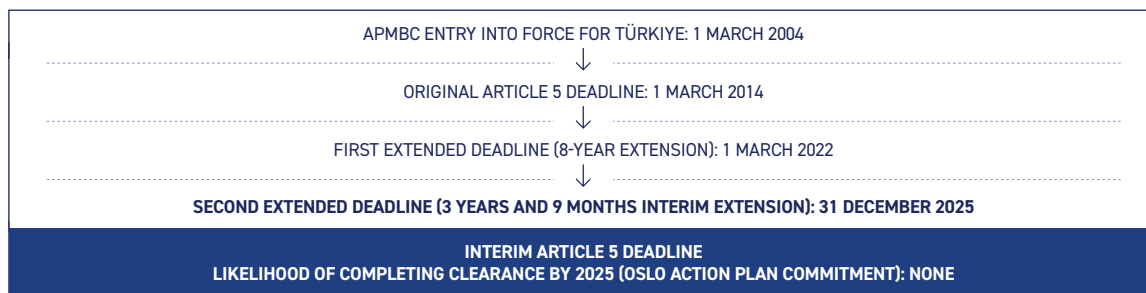 APMBC ENTRY INTO FORCE FOR TÜRKIYE: 1 MARCH 2004
ORIGINAL ARTICLE 5 DEADLINE: 1 MARCH 2014
FIRST EXTENDED DEADLINE (8-YEAR EXTENSION): 1 MARCH 2022
SECOND EXTENDED DEADLINE (3 YEARS AND 9 MONTHS INTERIM EXTENSION): 31 DECEMBER 2025
INTERIM ARTICLE 5 DEADLINE
LIKELIHOOD OF COMPLETING CLEARANCE BY 2025 (OSLO ACTION PLAN COMMITMENT): NONE